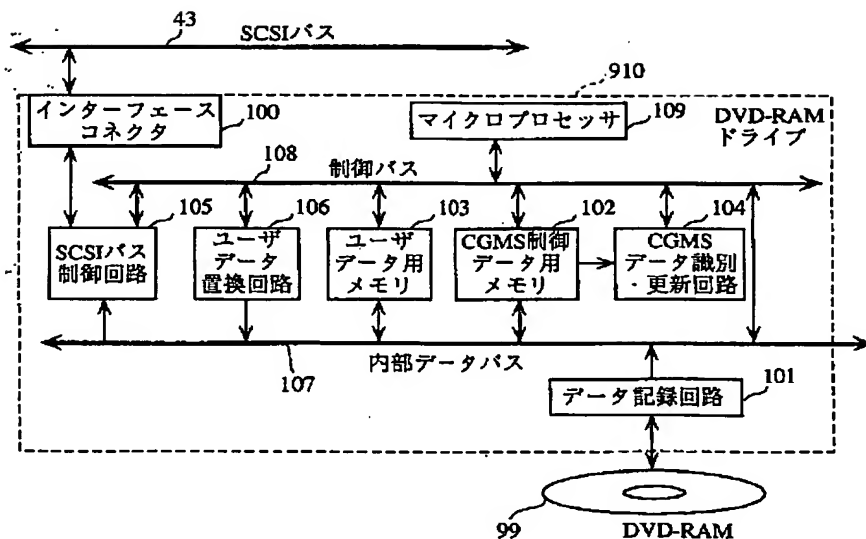 43
SCSIバス
910
インターフェース
コネクタ
100
マイクロプロセッサ
109
DVD-RAM
ドライブ
108
制御バス
105
106
103
102
104
SCSIバス
制御回路
ユーザ
データ
置換回路
ユーザ
データ用
メモリ
CGMS制御
データ用
メモリ
CGMS
データ識別
・更新回路
107
内部データバス
データ記録回路
101
99
DVD-RAM